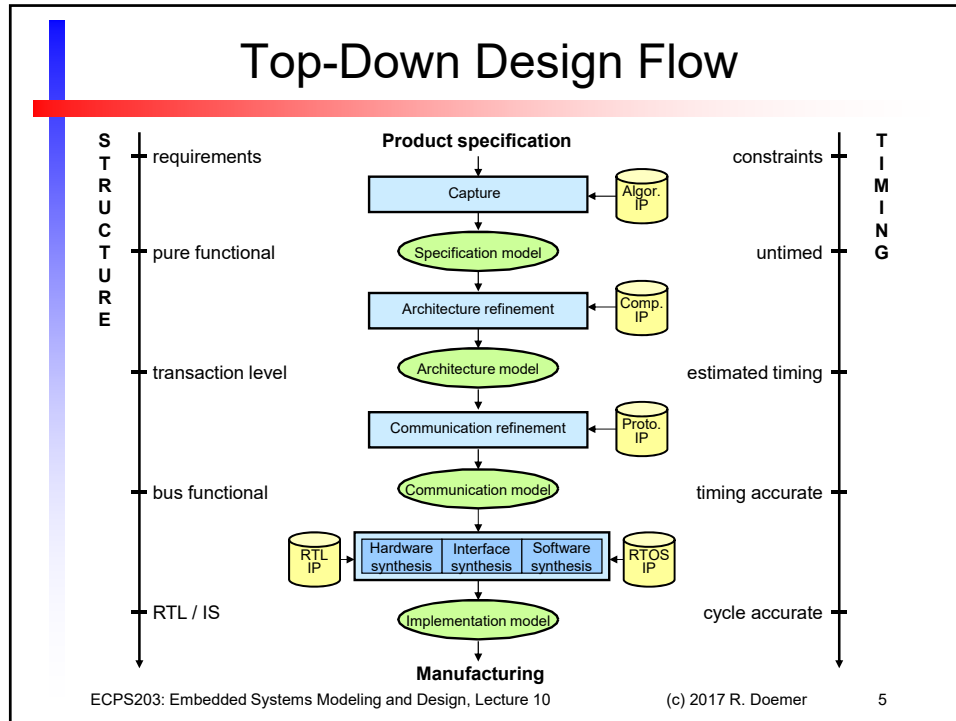 Top-Down Design Flow
STRUCTURE
TIMING
Product specification
requirements
constraints
Capture
Algor.
IP
pure functional
Specification model
untimed
Architecture refinement
Comp.
IP
transaction level
Architecture model
estimated timing
Communication refinement
Proto.
IP
bus functional
Communication model
timing accurate
RTL
IP
Hardware
synthesis
Interface
synthesis
Software
synthesis
RTOS
IP
RTL / IS
Implementation model
cycle accurate
Manufacturing
ECPS203: Embedded Systems Modeling and Design, Lecture 10
(c) 2017 R. Doemer
5